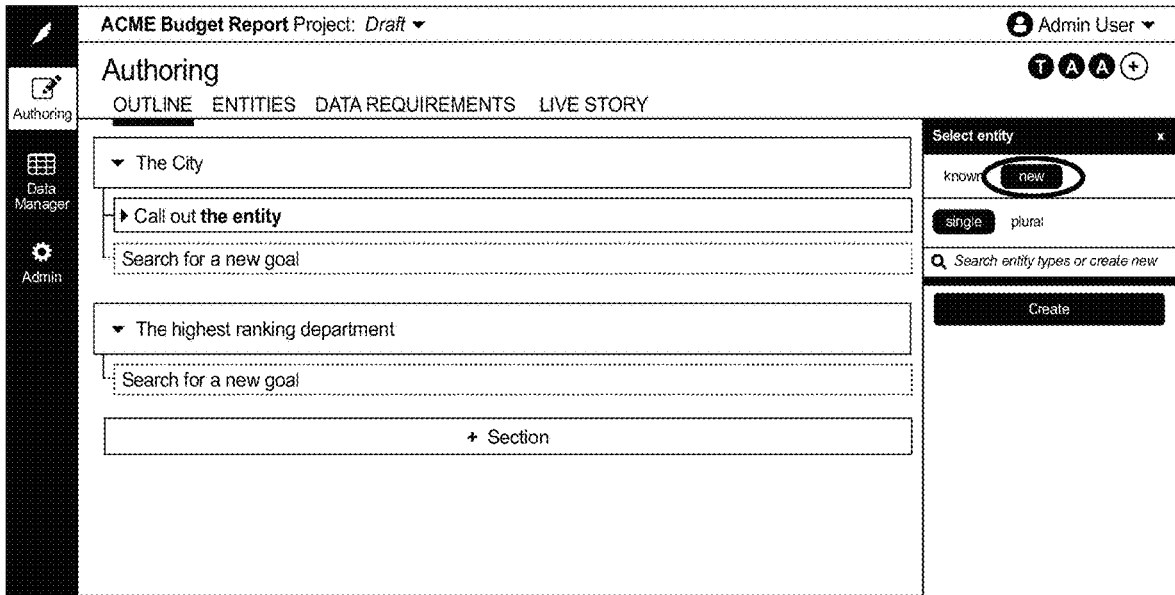 ACME Budget Report Project: Draft
Admin User
Authoring
T A A +
OUTLINE ENTITIES DATA REQUIREMENTS LIVE STORY
Authoring
Data
Manager
Admin
The City
Call out the entity
Search for a new goal
The highest ranking department
Search for a new goal
+ Section
Select entity x
known new
single plural
Search entity types or create new
Create